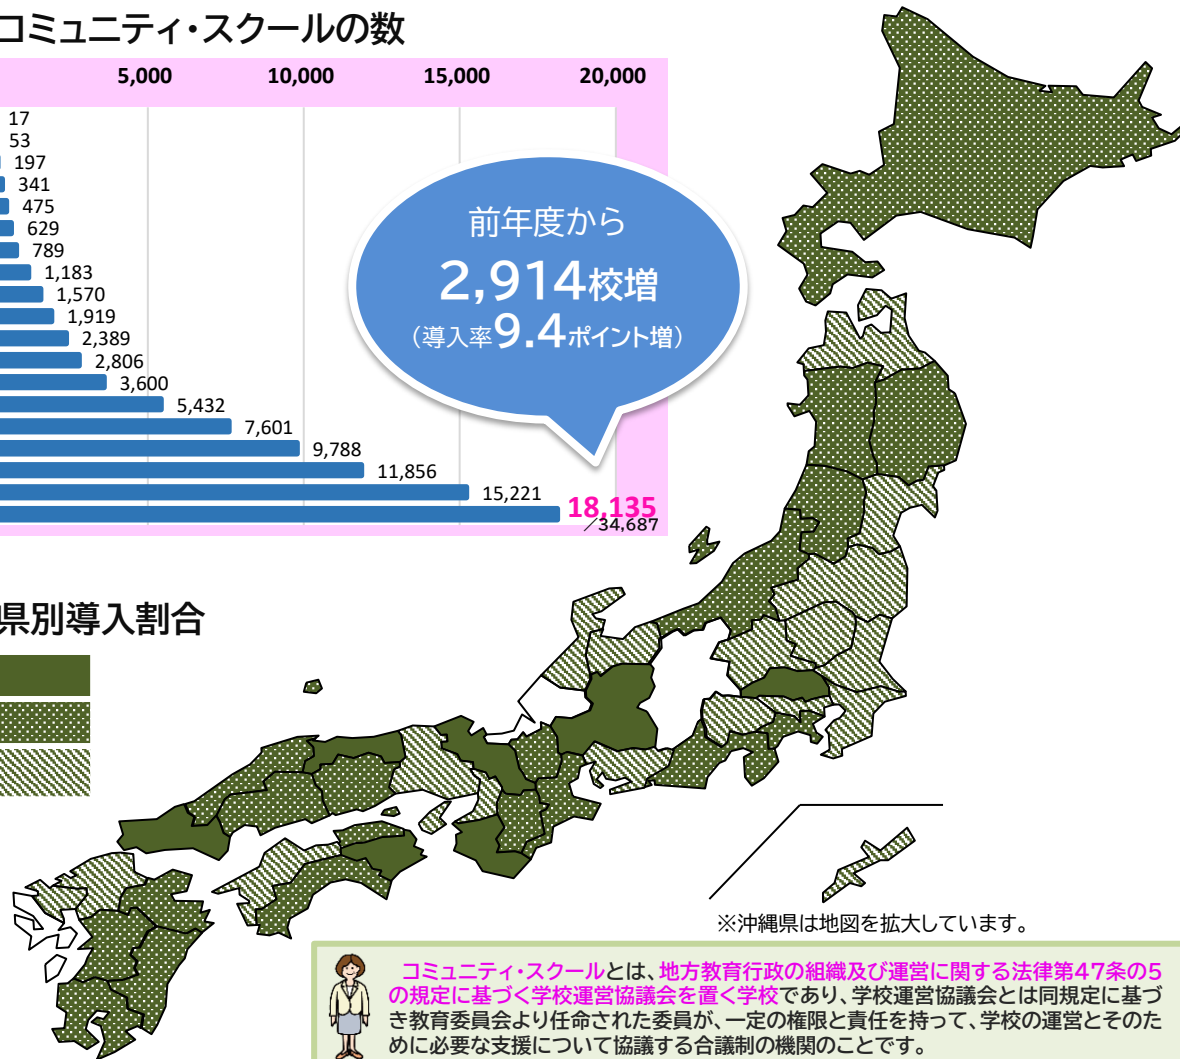 コミュニティ・スクールの数
5,000 10,000 15,000 20,000
17
53
197
341
475
629
789
1,183
1,570
1,919
2,389
2,806
3,600
5,432
7,601
9,788
11,856
15,221
18,135
/34,687
前年度から
2,914校増
(導入率9.4ポイント増)
県別導入割合
※沖縄県は地図を拡大しています。
コミュニティ・スクールとは、地方教育行政の組織及び運営に関する法律第47条の5
の規定に基づく学校運営協議会を置く学校であり、学校運営協議会とは同規定に基づ
き教育委員会より任命された委員が、一定の権限と責任を持って、学校の運営とそのた
めに必要な支援について協議する合議制の機関のことです。